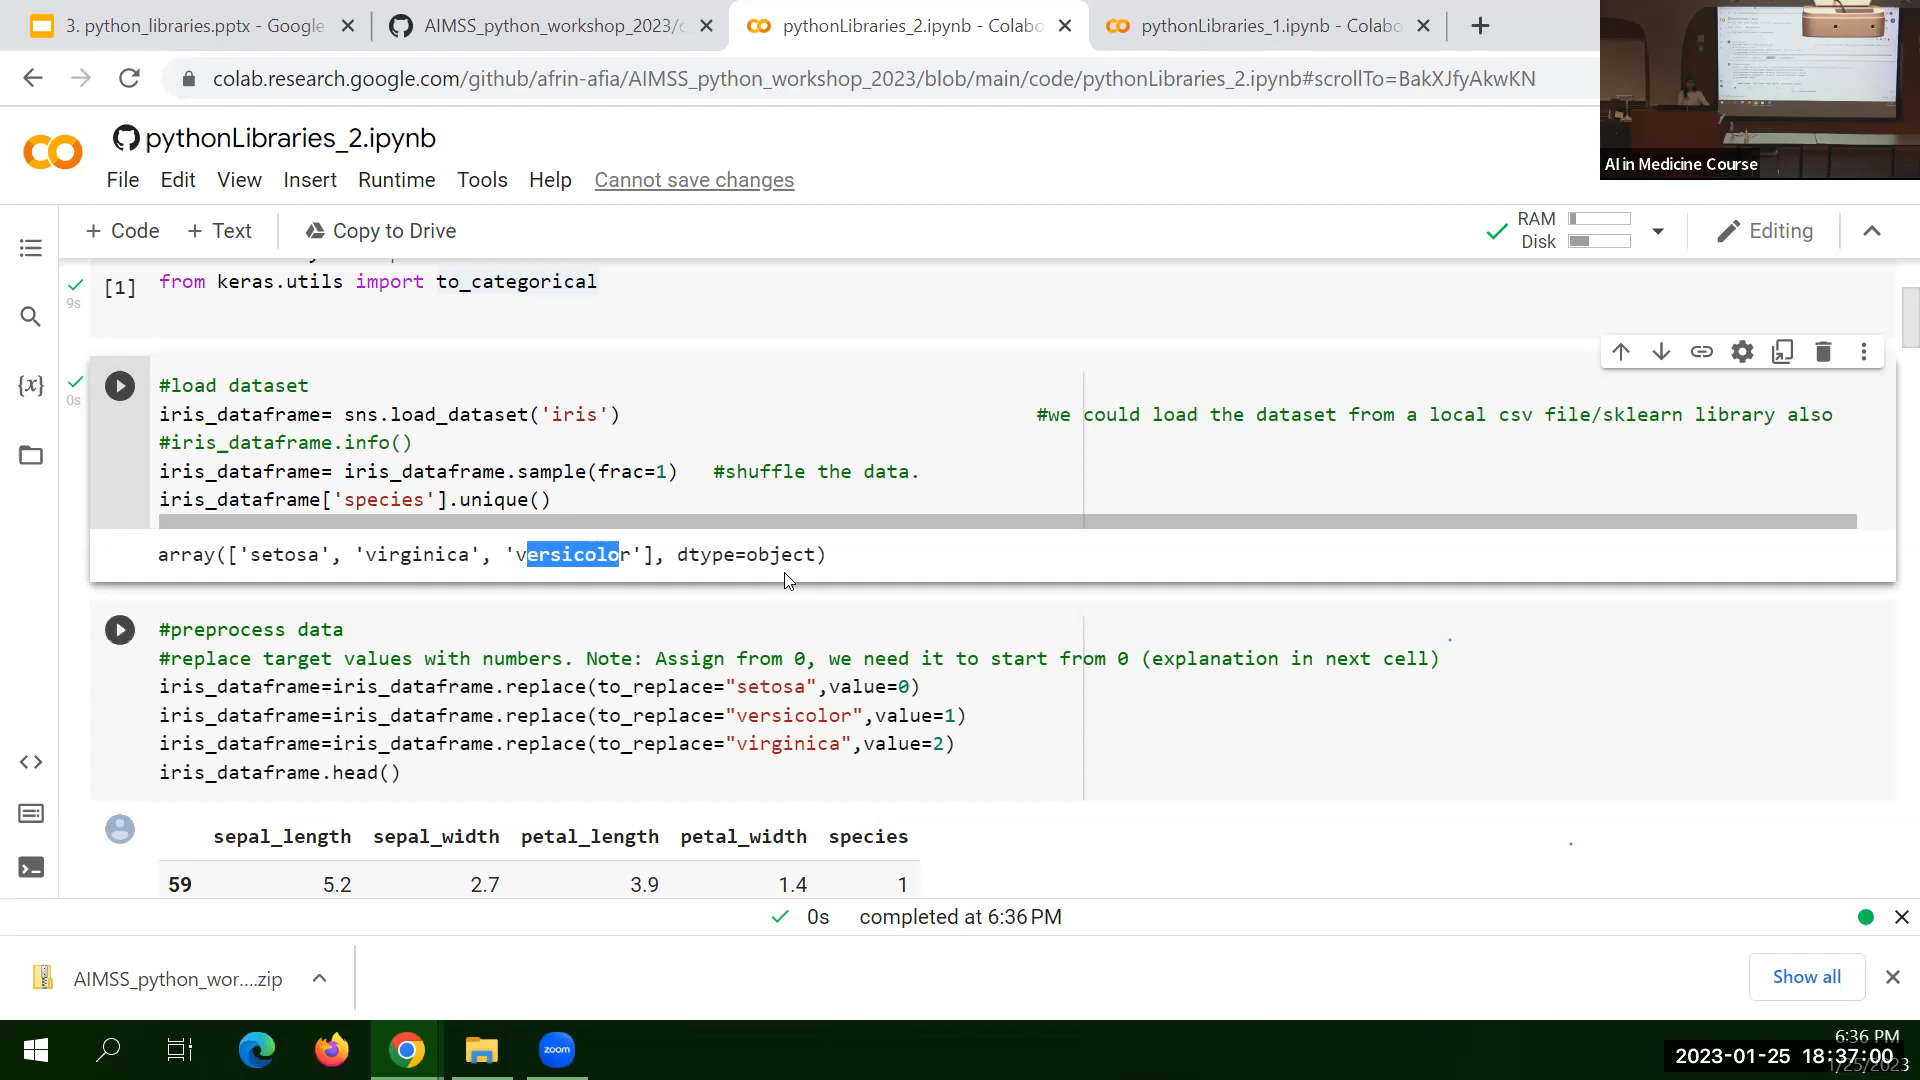 3. python_libraries.pptx - Google
AIMSS_python_workshop_2023/c
pythonLibraries_2.ipynb - Colabo
pythonLibraries_1.ipynb - Colabo
colab.research.google.com/github/afrin-afia/AIMSS_python_workshop_2023/blob/main/code/pythonLibraries_2.ipynb#scrollTo=BakXJfyAkwKN
AI in Medicine Course
pythonLibraries_2.ipynb
File Edit View Insert Runtime Tools Help Cannot save changes
+ Code + Text Copy to Drive
RAM
Disk
Editing
9s
[1] from keras.utils import to_categorical
0s
#load dataset
iris_dataframe= sns.load_dataset('iris') #we could load the dataset from a local csv file/sklearn library also
#iris_dataframe.info()
iris_dataframe= iris_dataframe.sample(frac=1) #shuffle the data.
iris_dataframe['species'].unique()
array(['setosa', 'virginica', 'versicolor'], dtype=object)
#preprocess data
#replace target values with numbers. Note: Assign from 0, we need it to start from 0 (explanation in next cell)
iris_dataframe=iris_dataframe.replace(to_replace="setosa",value=0)
iris_dataframe=iris_dataframe.replace(to_replace="versicolor",value=1)
iris_dataframe=iris_dataframe.replace(to_replace="virginica",value=2)
iris_dataframe.head()
sepal_length sepal_width petal_length petal_width species
59 5.2 2.7 3.9 1.4 1
0s completed at 6:36 PM
AIMSS_python_wor....zip
Show all
zoom
6:36 PM
2023-01-25 18:37:00